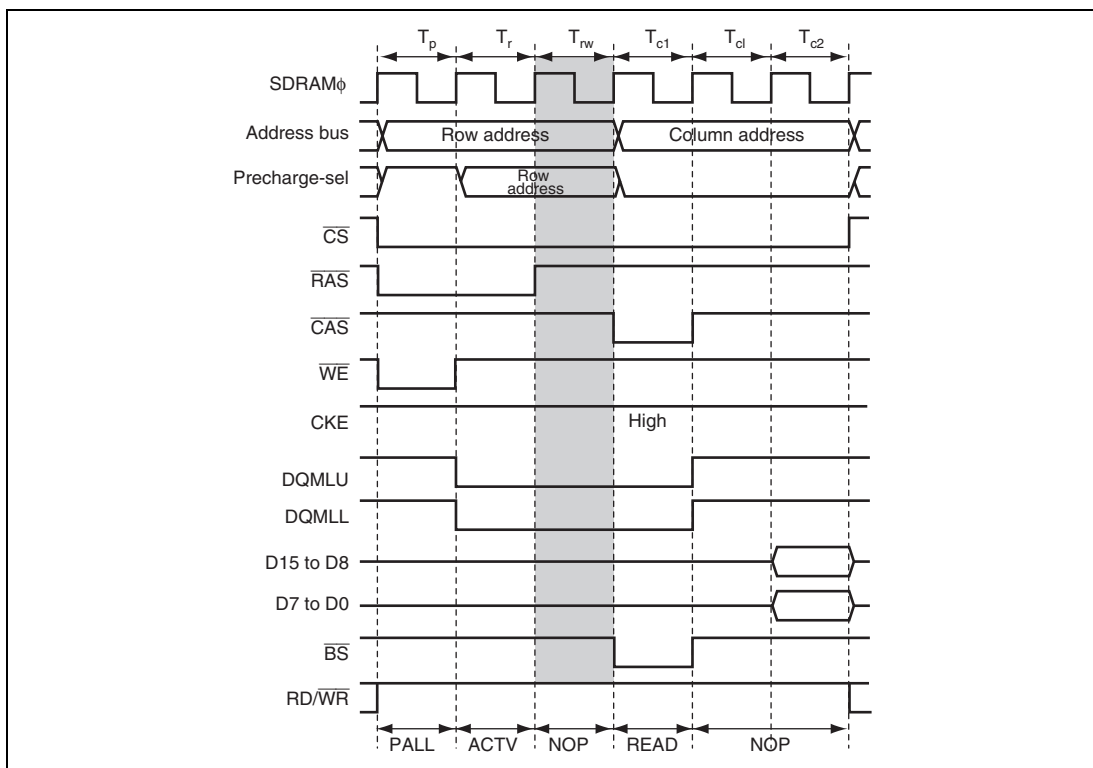 Tp Tr Trw Tc1 Tcl Tc2
SDRAMϕ
Address bus Row address Column address
Precharge-sel Row address
CS
RAS
CAS
WE
CKE High
DQMLU
DQMLL
D15 to D8
D7 to D0
BS
RD/WR
PALL ACTV NOP READ NOP